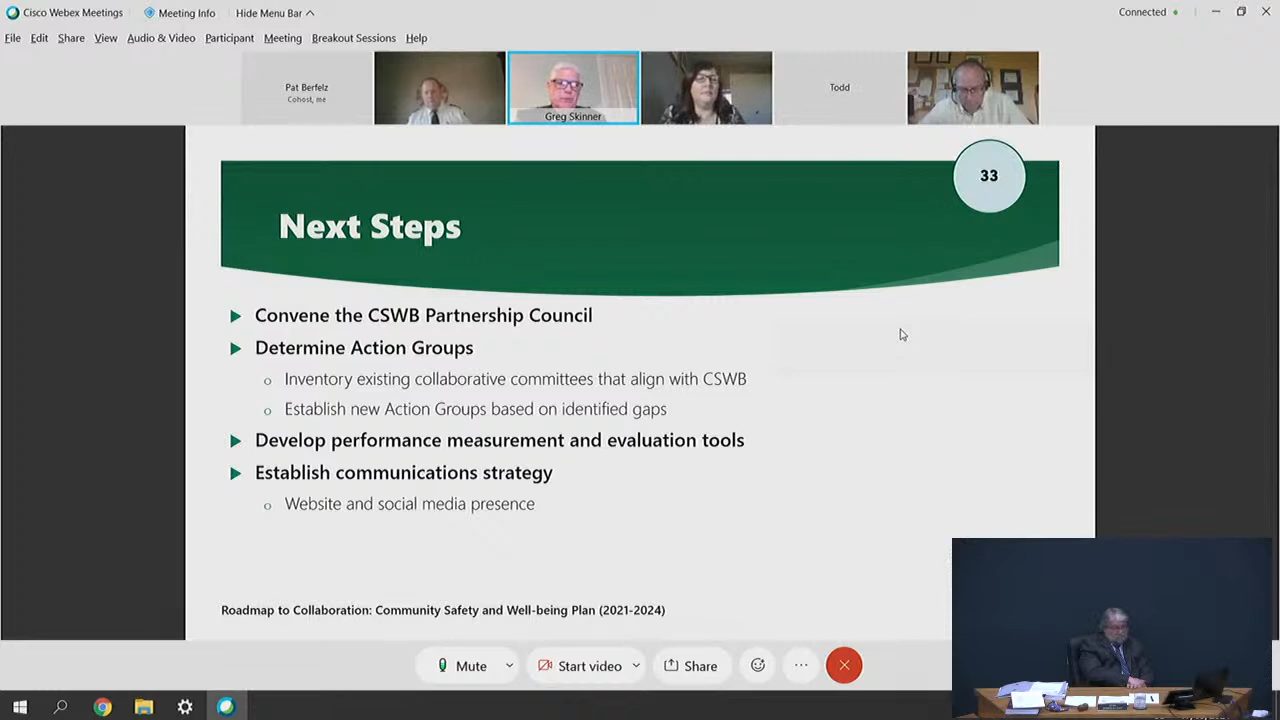 Cisco Webex Meetings
Meeting Info
Hide Menu Bar
Connected
File Edit Share View Audio & Video Participant Meeting Breakout Sessions Help
Pat Berfelz
Cohost, me
Greg Skinner
Todd
33
Next Steps
Convene the CSWB Partnership Council
Determine Action Groups
Inventory existing collaborative committees that align with CSWB
Establish new Action Groups based on identified gaps
Develop performance measurement and evaluation tools
Establish communications strategy
Website and social media presence
Roadmap to Collaboration: Community Safety and Well-being Plan (2021-2024)
Mute
Start video
Share